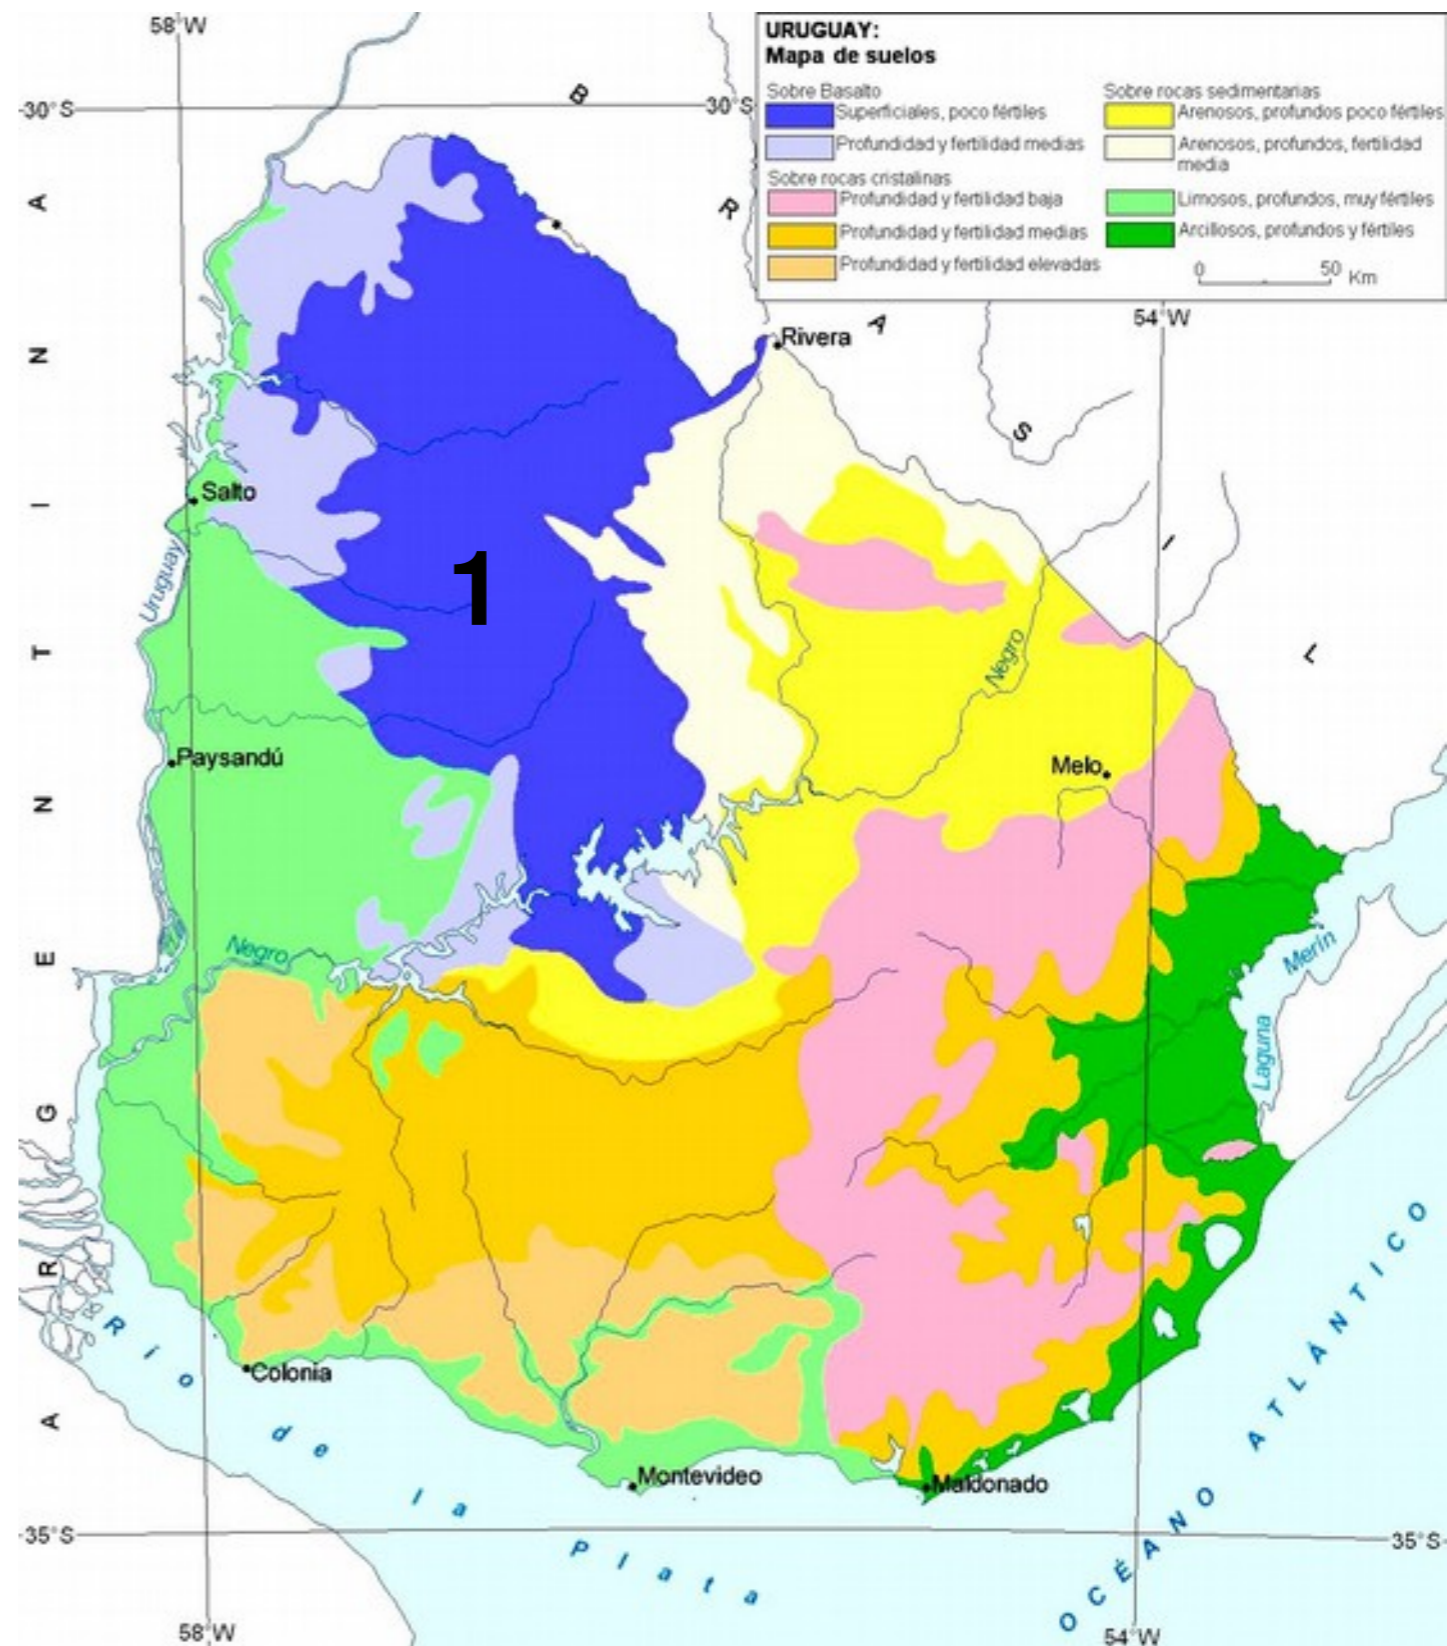 58°W
30°S
30°S
URUGUAY:
Mapa de suelos
Sobre Basalto
Superficiales, poco fértiles
Profundidad y fertilidad medias
Sobre rocas cristalinas
Profundidad y fertilidad baja
Profundidad y fertilidad medias
Profundidad y fertilidad elevadas
Sobre rocas sedimentarias
Arenosos, profundos poco fértiles
Arenosos, profundos, fertilidad
media
Limosos, profundos, muy fértiles
Arcillosos, profundos y fértiles
0 50 Km
54°W
BRASIL
ARGENTINA
Rivera
Salto
1
Uruguay
Negro
Paysandú
Melo
Negro
Laguna Merín
Colonia
Montevideo
Maldonado
Río de la Plata
OCÉANO ATLÁNTICO
35°S
35°S
58°W
54°W